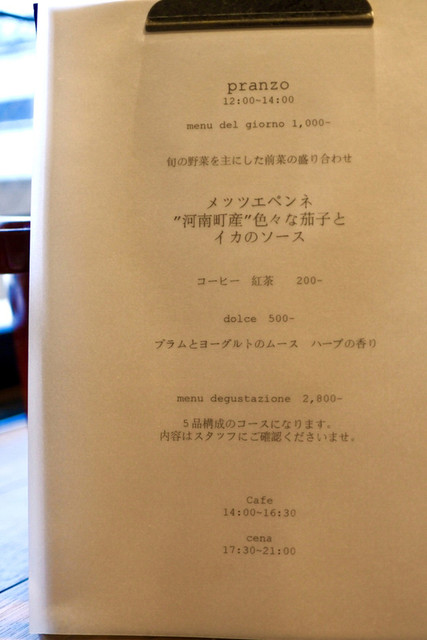 pranzo
12:00~14:00
menu del giorno 1,000-
旬の野菜を主にした前菜の盛り合わせ
メッツエペンネ
”河南町産”色々な茄子と
イカのソース
コーヒー　紅茶　　200-
dolce　500-
プラムとヨーグルトのムース　ハーブの香り
menu degustazione　2,800-
５品構成のコースになります。
内容はスタッフにご確認くださいませ。
Cafe
14:00~16:30
cena
17:30~21:00